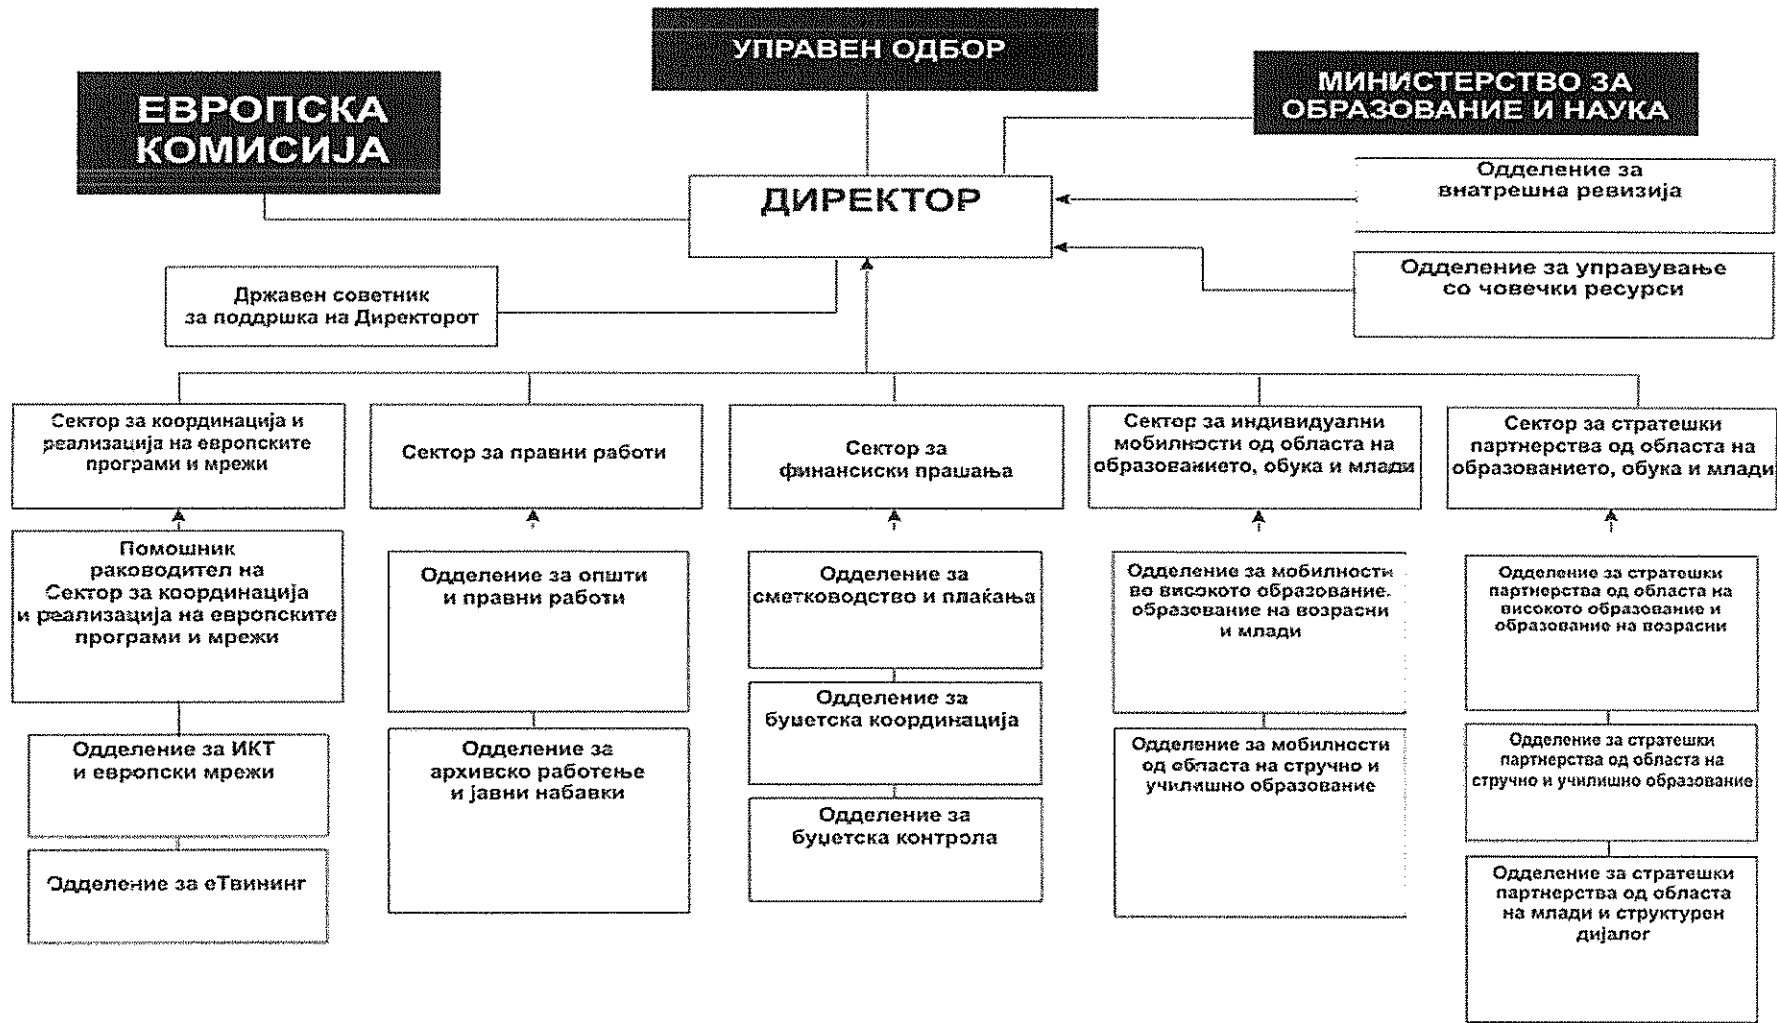 УПРАВЕН ОДБОР
ЕВРОПСКА
КОМИСИЈА
МИНИСТЕРСТВО ЗА
ОБРАЗОВАНИЕ И НАУКА
ДИРЕКТОР
Одделение за
внатрешна ревизија
Одделение за управување
со човечки ресурси
Државен советник
за поддршка на Директорот
Сектор за координација и
реализација на европските
програми и мрежи
Сектор за правни работи
Сектор за
финансиски прашања
Сектор за индивидуални
мобилности од областа на
образованието, обука и млади
Сектор за стратешки
партнерства од областа на
образованието, обука и млади
Помошник
раководител на
Сектор за координација
и реализација на европските
програми и мрежи
Одделение за ИКТ
и европски мрежи
Одделение за еТвининг
Одделение за општи
и правни работи
Одделение за
архивско работење
и јавни набавки
Одделение за
сметководство и плаќања
Одделение за
буџетска координација
Одделение за
буџетска контрола
Одделение за мобилности
во високото образование,
образование на возрасни
и млади
Одделение за мобилности
од областа на стручно и
училишно образование
Одделение за стратешки
партнерства од областа на
високото образование и
образование на возрасни
Одделение за стратешки
партнерства од областа на
стручно и училишно образование
Одделение за стратешки
партнерства од областа
на млади и структурен
дијалог